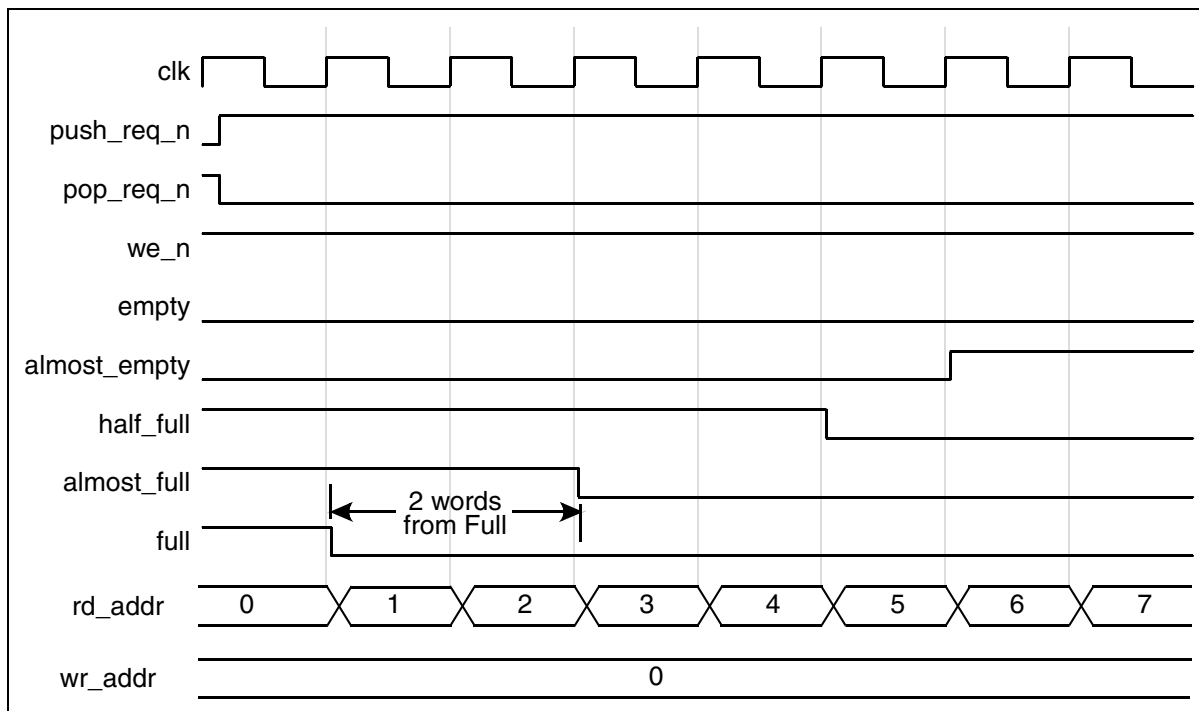 clk
push_req_n
pop_req_n
we_n
empty
almost_empty
half_full
almost_full
2 words
from Full
full
rd_addr 0 1 2 3 4 5 6 7
wr_addr 0